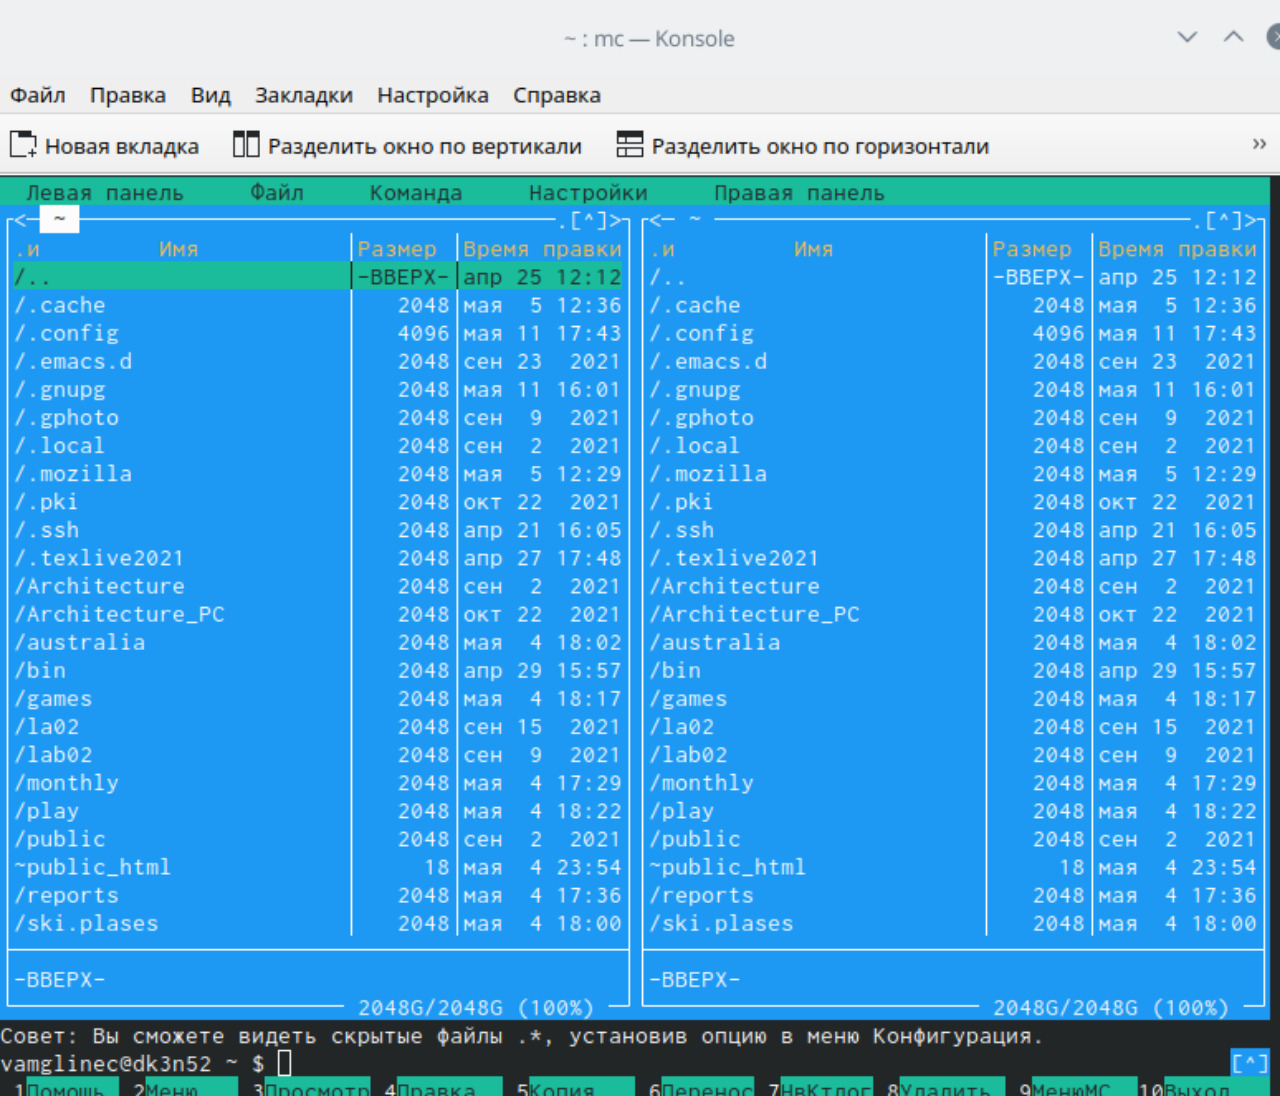 ~ : mc — Konsole
Файл Правка Вид Закладки Настройка Справка
Новая вкладка Разделить окно по вертикали Разделить окно по горизонтали »
Левая панель Файл Команда Настройки Правая панель
<— ~ .[^]> <— ~ .[^]>
.и Имя Размер Время правки .и Имя Размер Время правки
/.. -ВВЕРХ- апр 25 12:12 /.. -ВВЕРХ- апр 25 12:12
/.cache 2048 мая 5 12:36 /.cache 2048 мая 5 12:36
/.config 4096 мая 11 17:43 /.config 4096 мая 11 17:43
/.emacs.d 2048 сен 23 2021 /.emacs.d 2048 сен 23 2021
/.gnupg 2048 мая 11 16:01 /.gnupg 2048 мая 11 16:01
/.gphoto 2048 сен 9 2021 /.gphoto 2048 сен 9 2021
/.local 2048 сен 2 2021 /.local 2048 сен 2 2021
/.mozilla 2048 мая 5 12:29 /.mozilla 2048 мая 5 12:29
/.pki 2048 окт 22 2021 /.pki 2048 окт 22 2021
/.ssh 2048 апр 21 16:05 /.ssh 2048 апр 21 16:05
/.texlive2021 2048 апр 27 17:48 /.texlive2021 2048 апр 27 17:48
/Architecture 2048 сен 2 2021 /Architecture 2048 сен 2 2021
/Architecture_PC 2048 окт 22 2021 /Architecture_PC 2048 окт 22 2021
/australia 2048 мая 4 18:02 /australia 2048 мая 4 18:02
/bin 2048 апр 29 15:57 /bin 2048 апр 29 15:57
/games 2048 мая 4 18:17 /games 2048 мая 4 18:17
/la02 2048 сен 15 2021 /la02 2048 сен 15 2021
/lab02 2048 сен 9 2021 /lab02 2048 сен 9 2021
/monthly 2048 мая 4 17:29 /monthly 2048 мая 4 17:29
/play 2048 мая 4 18:22 /play 2048 мая 4 18:22
/public 2048 сен 2 2021 /public 2048 сен 2 2021
~public_html 18 мая 4 23:54 ~public_html 18 мая 4 23:54
/reports 2048 мая 4 17:36 /reports 2048 мая 4 17:36
/ski.plases 2048 мая 4 18:00 /ski.plases 2048 мая 4 18:00
-ВВЕРХ- -ВВЕРХ-
2048G/2048G (100%) 2048G/2048G (100%)
Совет: Вы сможете видеть скрытые файлы .*, установив опцию в меню Конфигурация.
vamglinec@dk3n52 ~ $ [^]
1Помощь 2Меню 3Просмотр 4Правка 5Копия 6Перенос 7НвКтлог 8Удалить 9МенюMC 10Выход